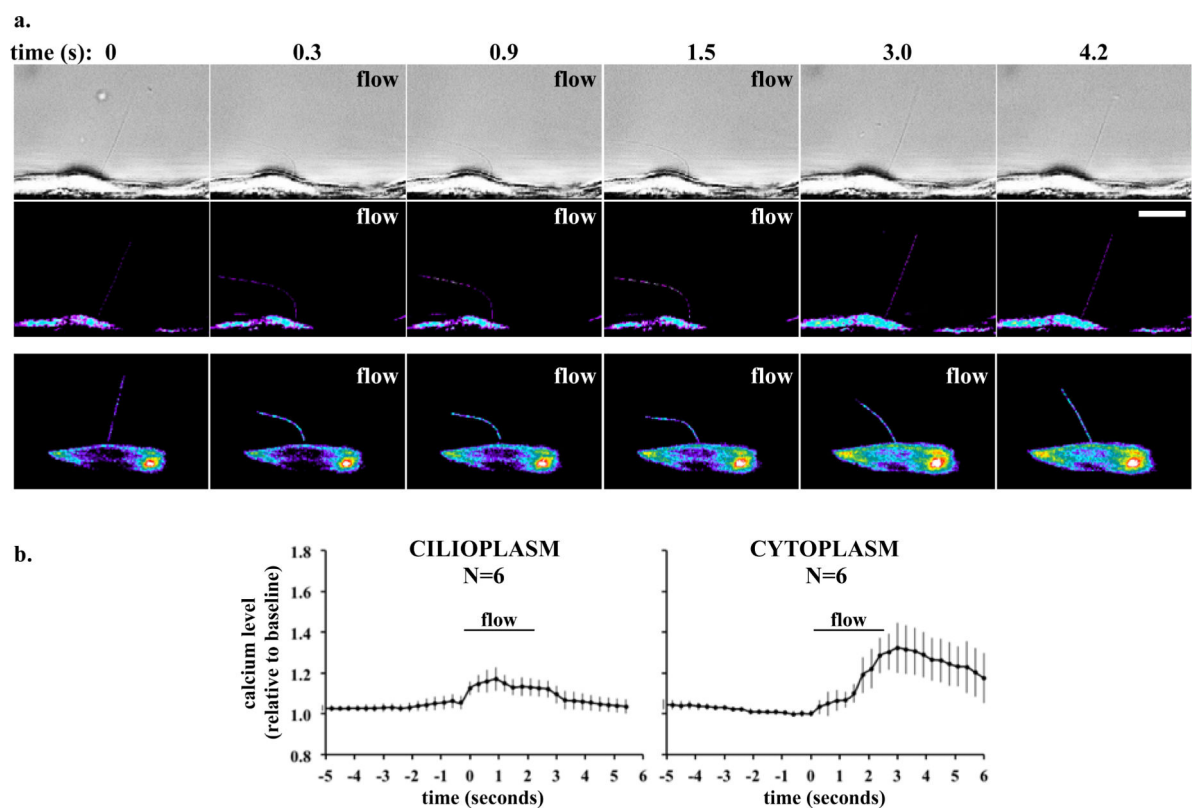 a.
time (s): 0 0.3 0.9 1.5 3.0 4.2
flow flow flow
flow flow flow
flow flow flow flow
b.
CILIOPLASM CYTOPLASM
N=6 N=6
flow flow
calcium level
(relative to baseline)
1.8
1.6
1.4
1.2
1.0
0.8
-5 -4 -3 -2 -1 0 1 2 3 4 5 6 -5 -4 -3 -2 -1 0 1 2 3 4 5 6
time (seconds) time (seconds)